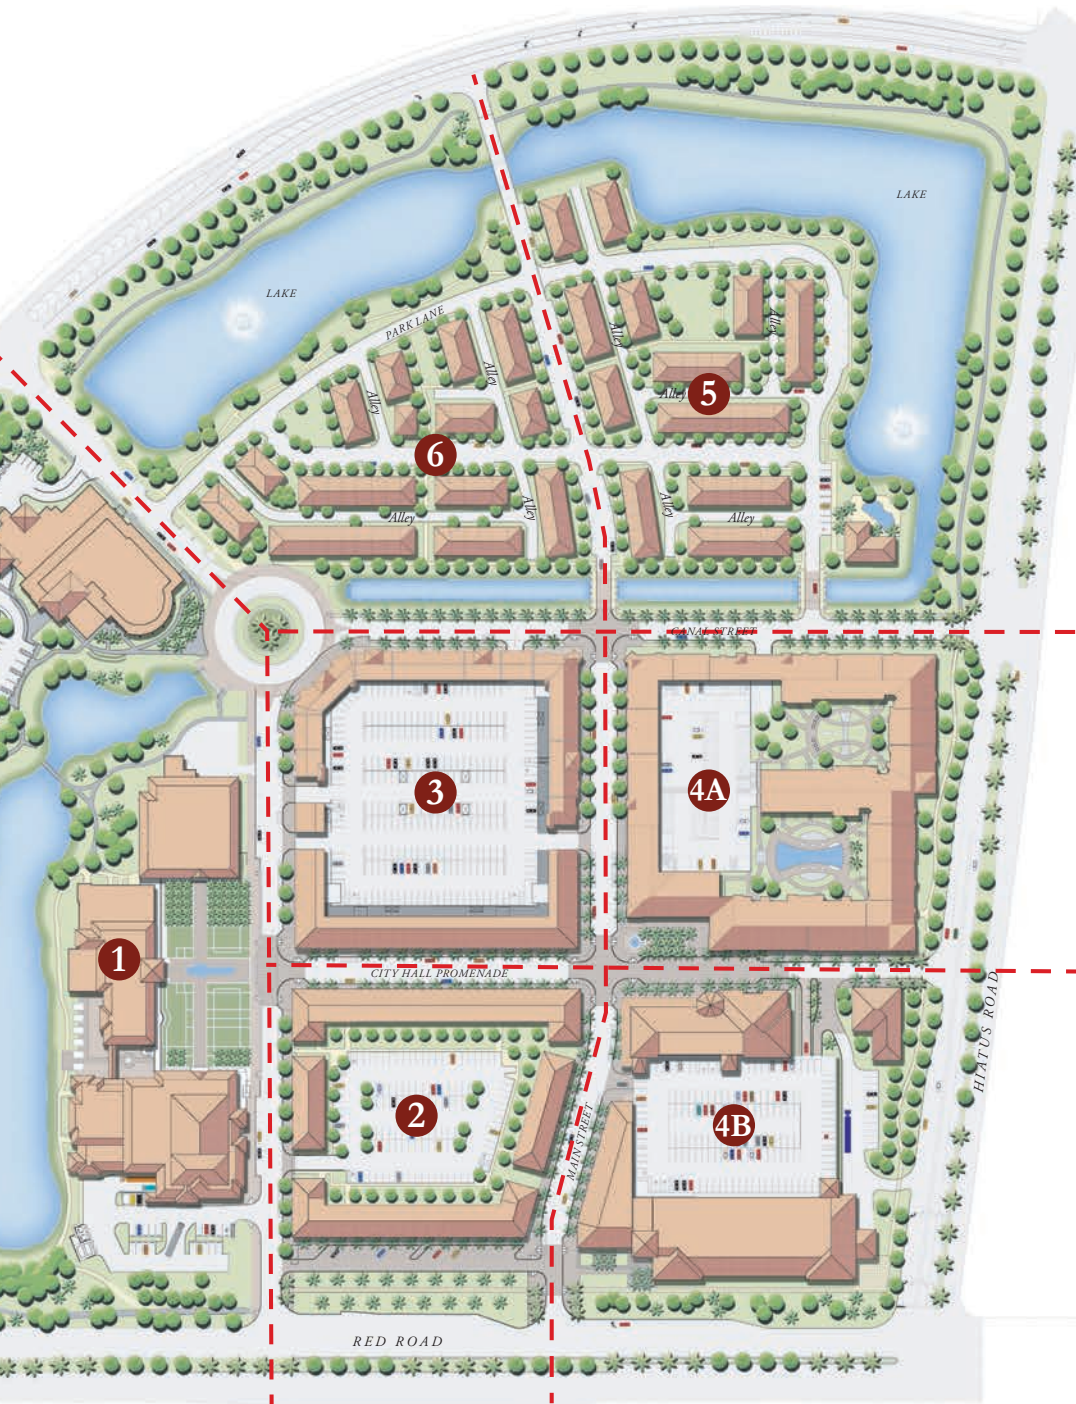 LAKE
LAKE
PARK LANE
Alley
Alley
Alley
Alley
Alley
5
6
Alley
Alley
Alley
Alley
CANAL STREET
3
4A
1
CITY HALL PROMENADE
HIATUS ROAD
2
4B
MAIN STREET
RED ROAD